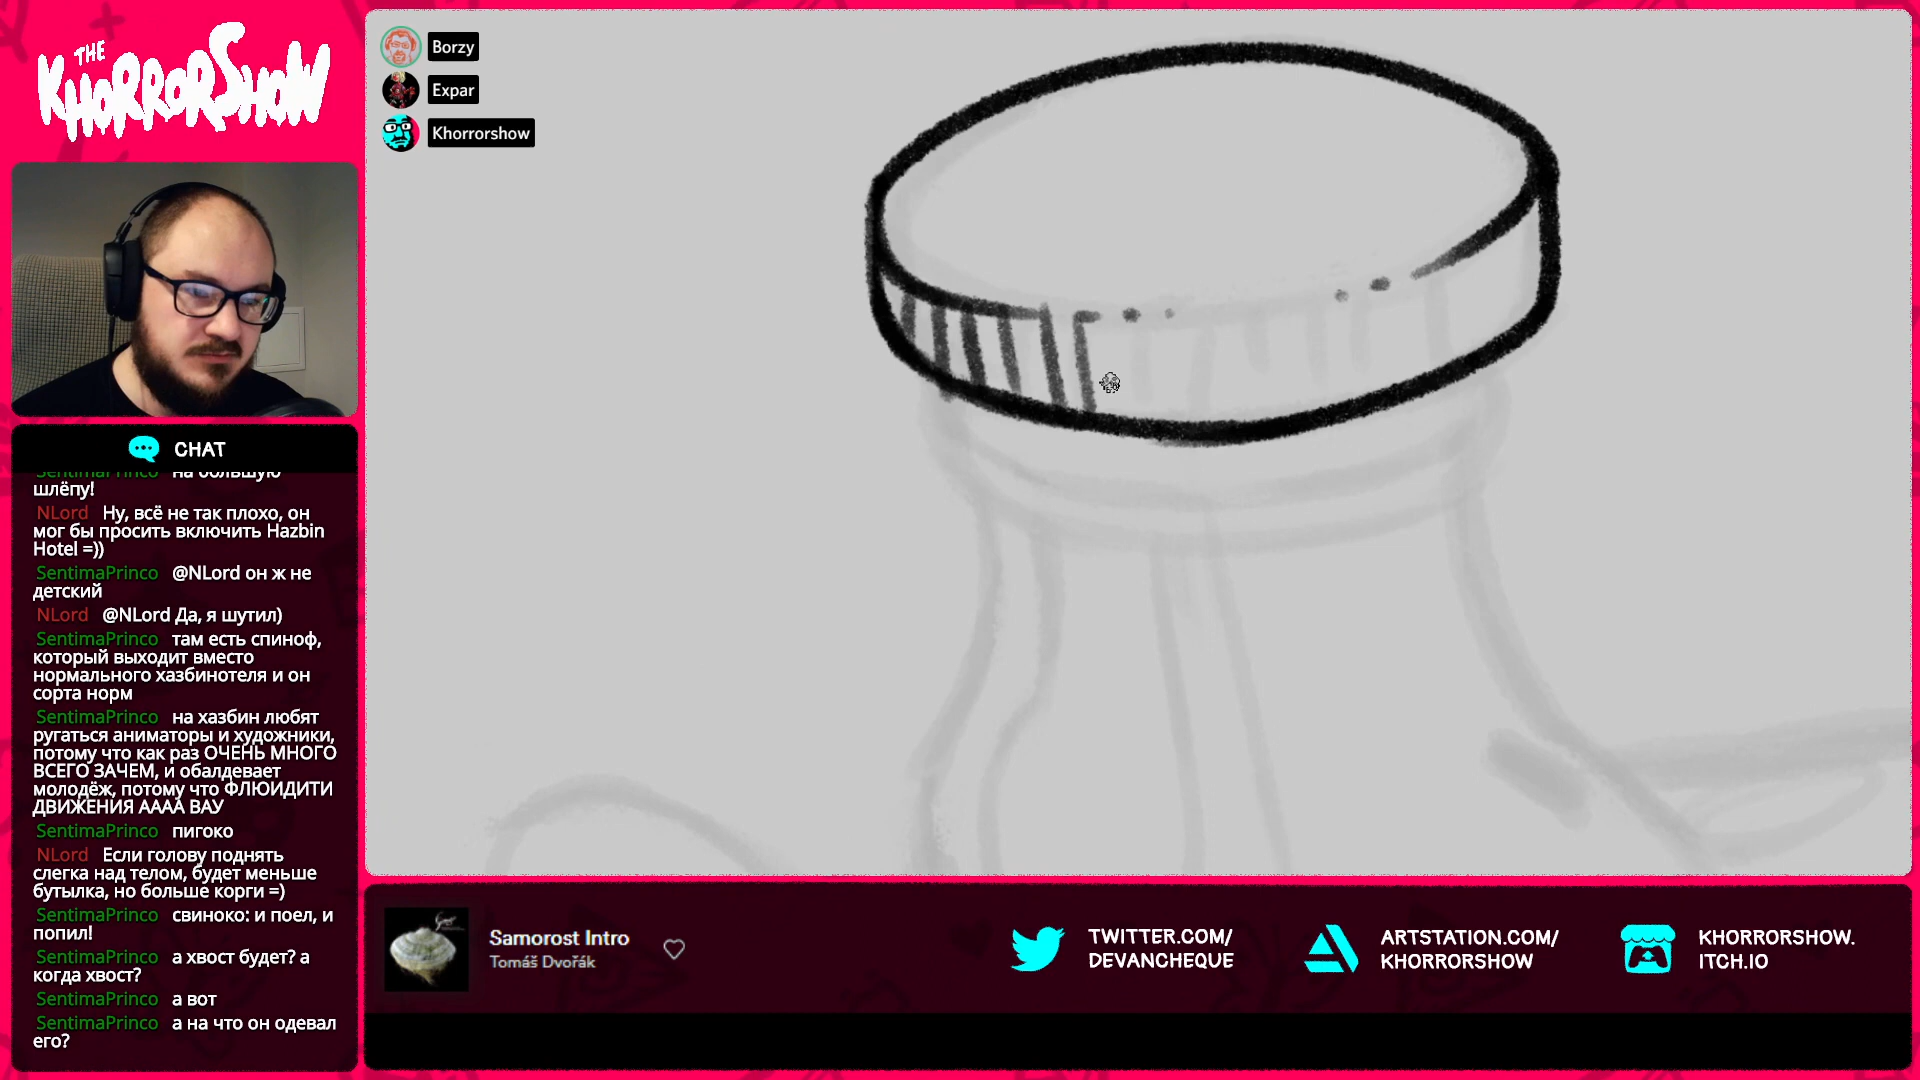 THE
KHORRORSHOW
Borzy
Expar
Khorrorshow
CHAT
SentimaPrinco на большую
шлёпу!
NLord Ну, всё не так плохо, он
мог бы просить включить Hazbin
Hotel =))
SentimaPrinco @NLord он ж не
детский
NLord @NLord Да, я шутил)
SentimaPrinco там есть спиноф,
который выходит вместо
нормального хазбинотеля и он
сорта норм
SentimaPrinco на хазбин любят
ругаться аниматоры и художники,
потому что как раз ОЧЕНЬ МНОГО
ВСЕГО ЗАЧЕМ, и обалдевает
молодёж, потому что ФЛЮИДИТИ
ДВИЖЕНИЯ АААА ВАУ
SentimaPrinco пигоко
NLord Если голову поднять
слегка над телом, будет меньше
бутылка, но больше корги =)
SentimaPrinco свиноко: и поел, и
попил!
SentimaPrinco а хвост будет? а
когда хвост?
SentimaPrinco а вот
SentimaPrinco а на что он одевал
его?
Samorost Intro
Tomáš Dvořák
TWITTER.COM/
DEVANCHEQUE
ARTSTATION.COM/
KHORRORSHOW
KHORRORSHOW.
ITCH.IO